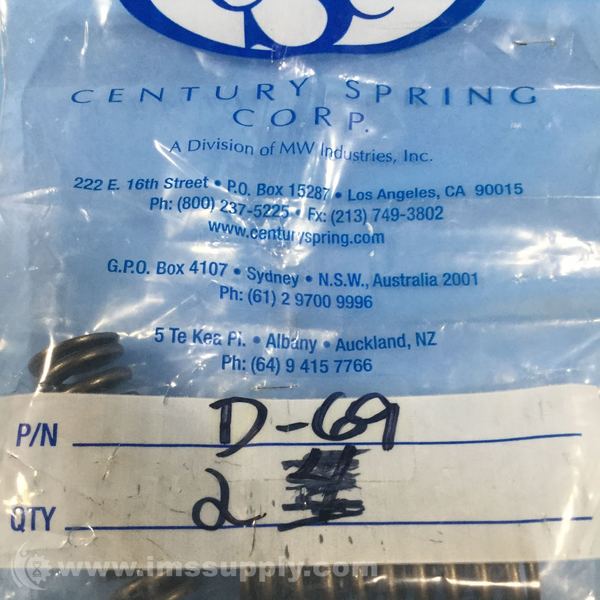 CENTURY SPRING
CORP.
A Division of MW Industries, Inc.
222 E. 16th Street • P.O. Box 15287 • Los Angeles, CA 90015
Ph: (800) 237-5225 • Fx: (213) 749-3802
www.centuryspring.com
G.P.O. Box 4107 • Sydney • N.S.W., Australia 2001
Ph: (61) 2 9700 9996
5 Te Kea Pl. • Albany • Auckland, NZ
Ph: (64) 9 415 7766
P/N D-69
QTY 2
www.imssupply.com